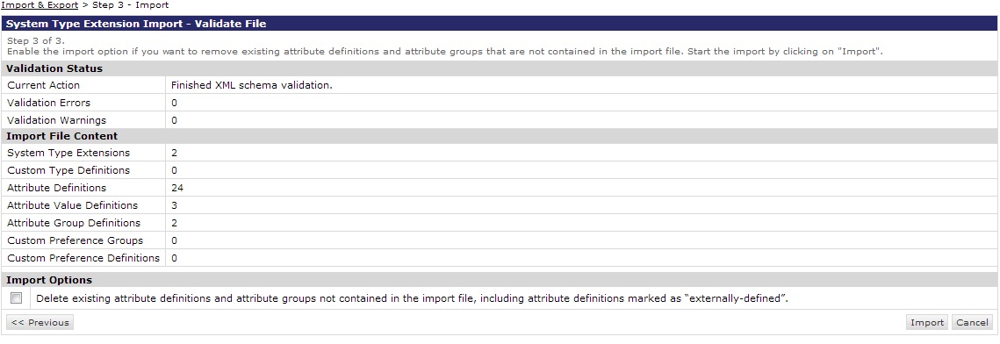 Import & Export > Step 3 - Import
System Type Extension Import - Validate File
Step 3 of 3.
Enable the import option if you want to remove existing attribute definitions and attribute groups that are not contained in the import file. Start the import by clicking on "Import".
Validation Status
Current Action Finished XML schema validation.
Validation Errors 0
Validation Warnings 0
Import File Content
System Type Extensions 2
Custom Type Definitions 0
Attribute Definitions 24
Attribute Value Definitions 3
Attribute Group Definitions 2
Custom Preference Groups 0
Custom Preference Definitions 0
Import Options
Delete existing attribute definitions and attribute groups not contained in the import file, including attribute definitions marked as “externally-defined”.
<< Previous Import Cancel